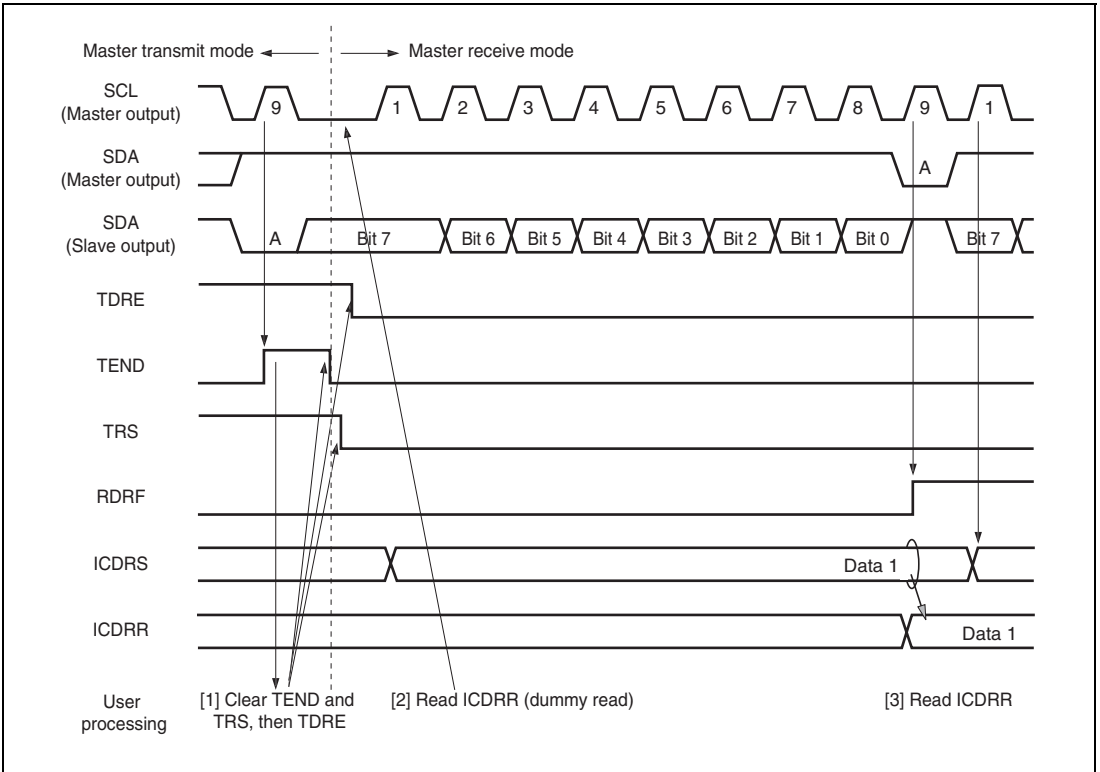 Master transmit mode Master receive mode
SCL
(Master output)
9 1 2 3 4 5 6 7 8 9 1
SDA
(Master output)
A
SDA
(Slave output)
A Bit 7 Bit 6 Bit 5 Bit 4 Bit 3 Bit 2 Bit 1 Bit 0 Bit 7
TDRE
TEND
TRS
RDRF
ICDRS
Data 1
ICDRR
Data 1
User
processing
[1] Clear TEND and
TRS, then TDRE
[2] Read ICDRR (dummy read)
[3] Read ICDRR